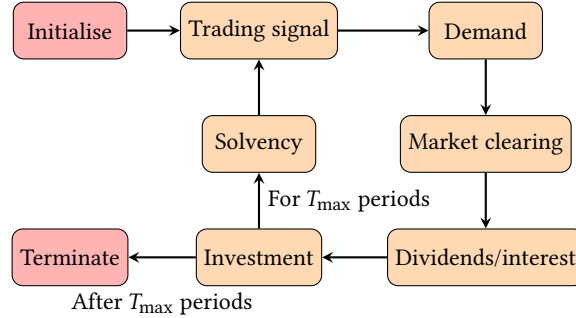 Initialise
Trading signal
Demand
Solvency
Market clearing
For T_max periods
Terminate
Investment
Dividends/interest
After T_max periods